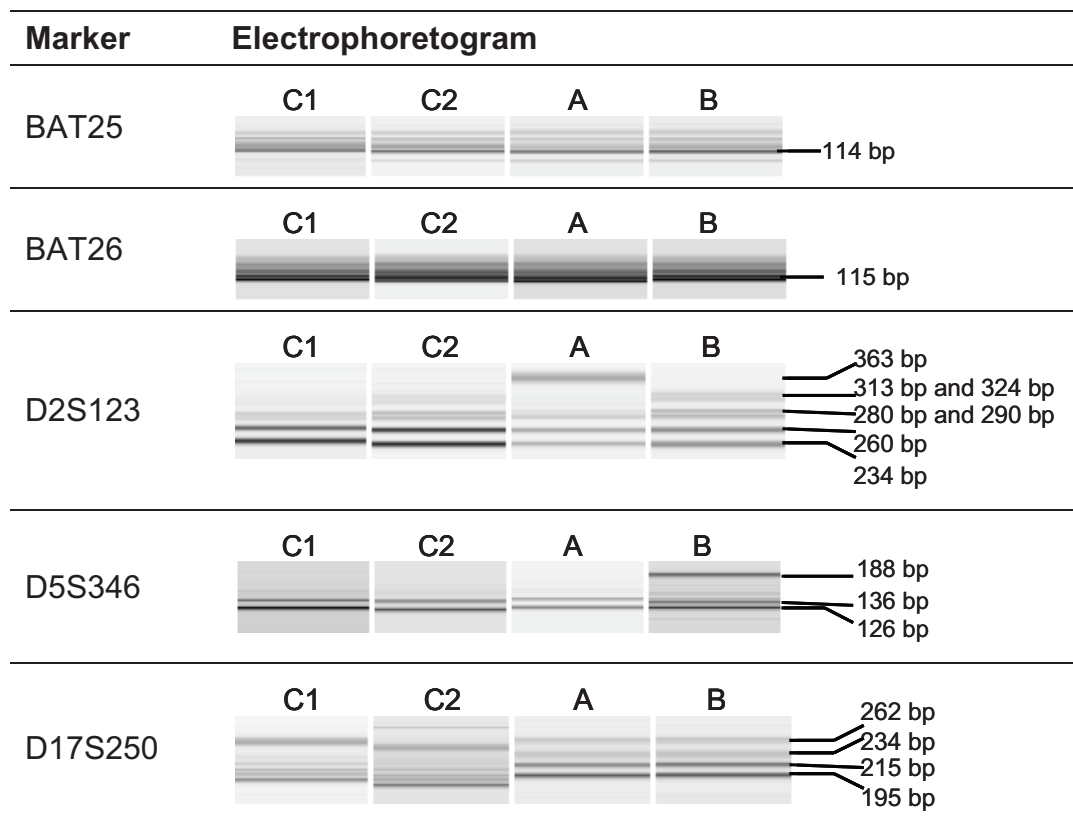 Marker Electrophoretogram
C1 C2 A B
BAT25
114 bp
C1 C2 A B
BAT26
115 bp
C1 C2 A B
363 bp
313 bp and 324 bp
D2S123
280 bp and 290 bp
260 bp
234 bp
C1 C2 A B
188 bp
D5S346
136 bp
126 bp
C1 C2 A B
262 bp
234 bp
D17S250
215 bp
195 bp